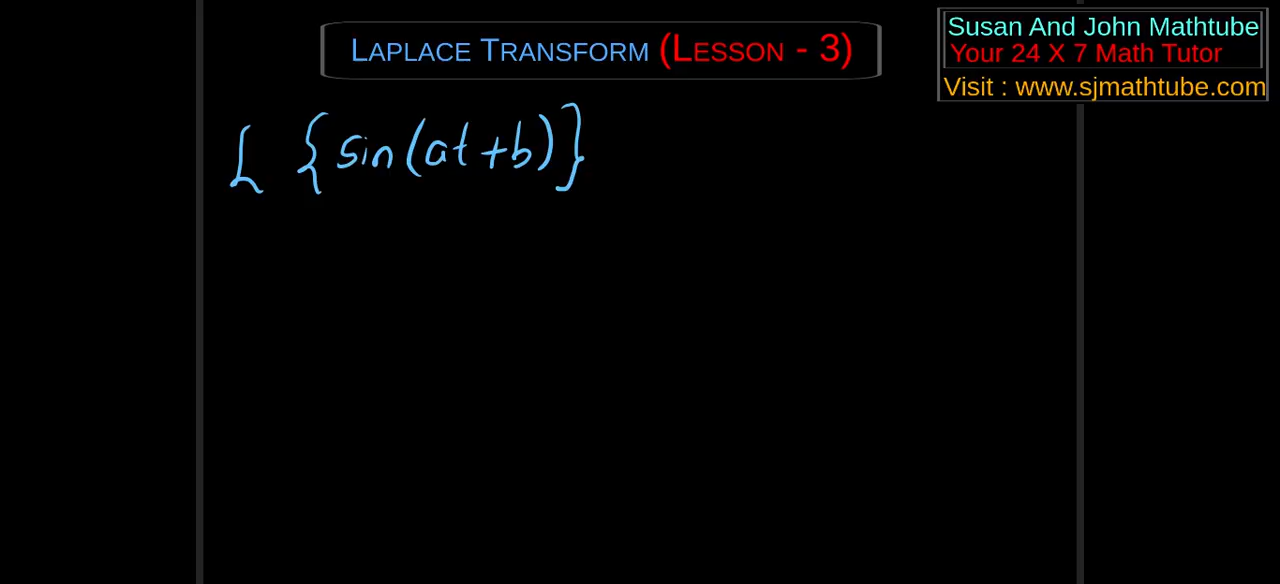 LAPLACE TRANSFORM (LESSON - 3)
Susan And John Mathtube
Your 24 X 7 Math Tutor
Visit : www.sjmathtube.com
L {sin(at+b)}